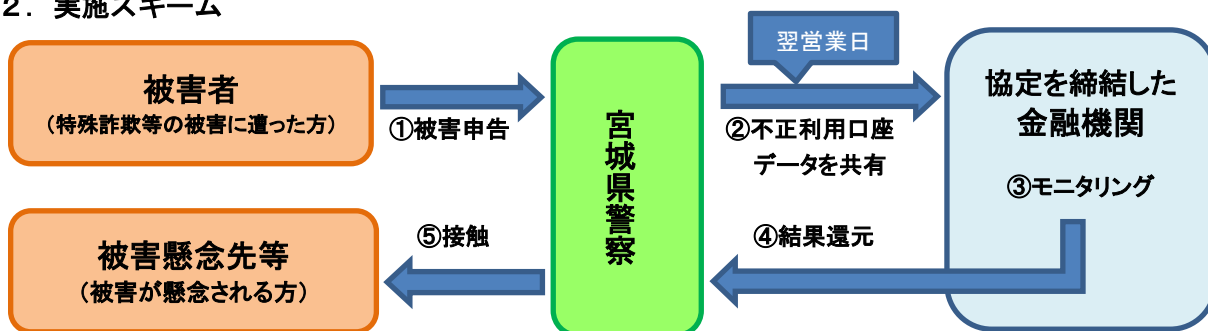 2．実施スキーム
被害者
（特殊詐欺等の被害に遭った方）
①被害申告
宮城県警察
翌営業日
②不正利用口座
データを共有
協定を締結した
金融機関
③モニタリング
④結果還元
⑤接触
被害懸念先等
（被害が懸念される方）